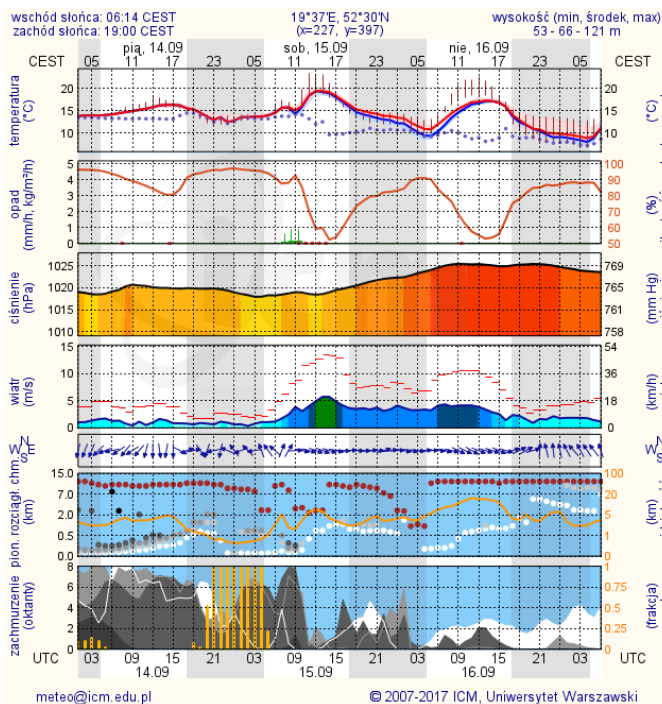 wschód słońca: 06:14 CEST 19°37'E, 52°30'N wysokość (min, środek, max)
zachód słońca: 19:00 CEST (x=227, y=397) 53 - 66 - 121 m
pią, 14.09 sob, 15.09 nie, 16.09
CEST 05 11 17 23 05 11 17 23 05 11 17 23 05 CEST
temperatura (°C) 20 15 10 20 15 10 (°C)
opad (mm/h, kg/m²/h) 5 4 3 2 1 0 100 90 80 70 60 50 (%)
ciśnienie (hPa) 1025 1020 1015 1010 769 765 761 758 (mm Hg)
wiatr (m/s) 15 10 5 0 54 36 18 0 (km/h)
N W E S N W S
pion. rozciągł. chm. (km) 15.0 7.0 2.0 0.5 0.0 100 20 5 1 0 (km)
zachmurzenie (oktanty) 8 6 4 2 0 1 0.75 0.5 0.25 0 (frakcja)
UTC 03 09 15 21 03 09 15 21 03 09 15 21 03 UTC
14.09 15.09 16.09
meteo@icm.edu.pl © 2007-2017 ICM, Uniwersytet Warszawski